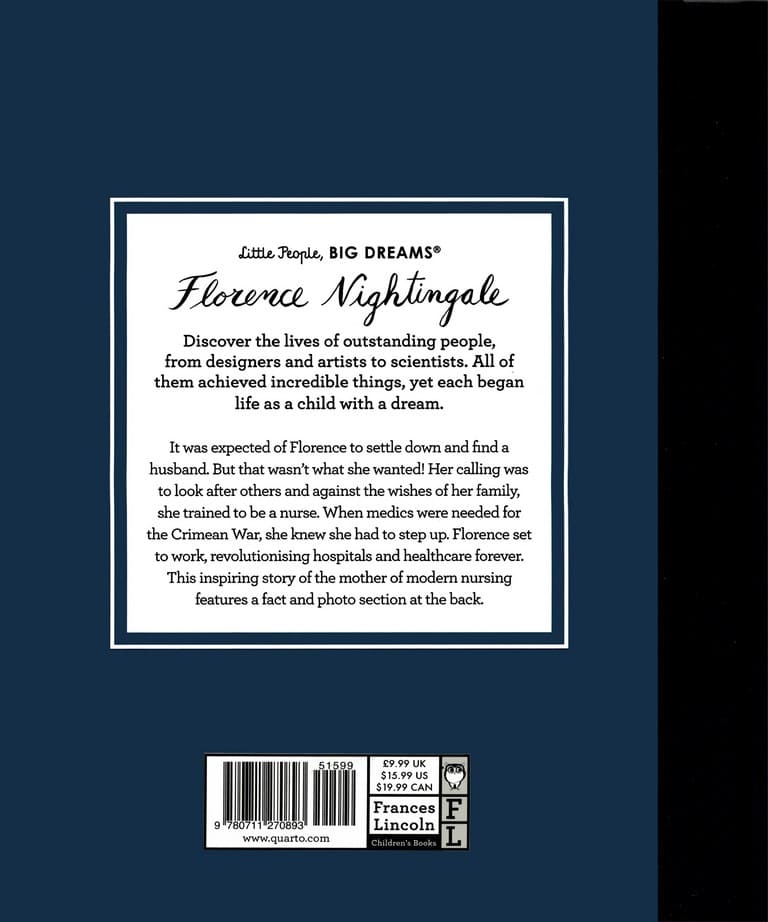 Little People, BIG DREAMS®
Florence Nightingale
Discover the lives of outstanding people,
from designers and artists to scientists. All of
them achieved incredible things, yet each began
life as a child with a dream.
It was expected of Florence to settle down and find a
husband. But that wasn't what she wanted! Her calling was
to look after others and against the wishes of her family,
she trained to be a nurse. When medics were needed for
the Crimean War, she knew she had to step up. Florence set
to work, revolutionising hospitals and healthcare forever.
This inspiring story of the mother of modern nursing
features a fact and photo section at the back.
51599
9 780711 270893
www.quarto.com
£9.99 UK
$15.99 US
$19.99 CAN
Frances
Lincoln
Children's Books
F
L